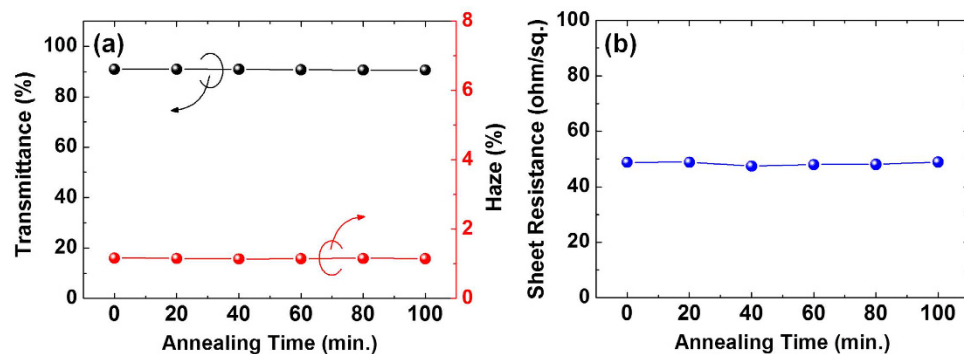 (a)
Transmittance (%)
100
80
60
40
20
0
8
6
4
2
0
Haze (%)
0 20 40 60 80 100
Annealing Time (min.)
(b)
Sheet Resistance (ohm/sq.)
100
80
60
40
20
0
0 20 40 60 80 100
Annealing Time (min.)